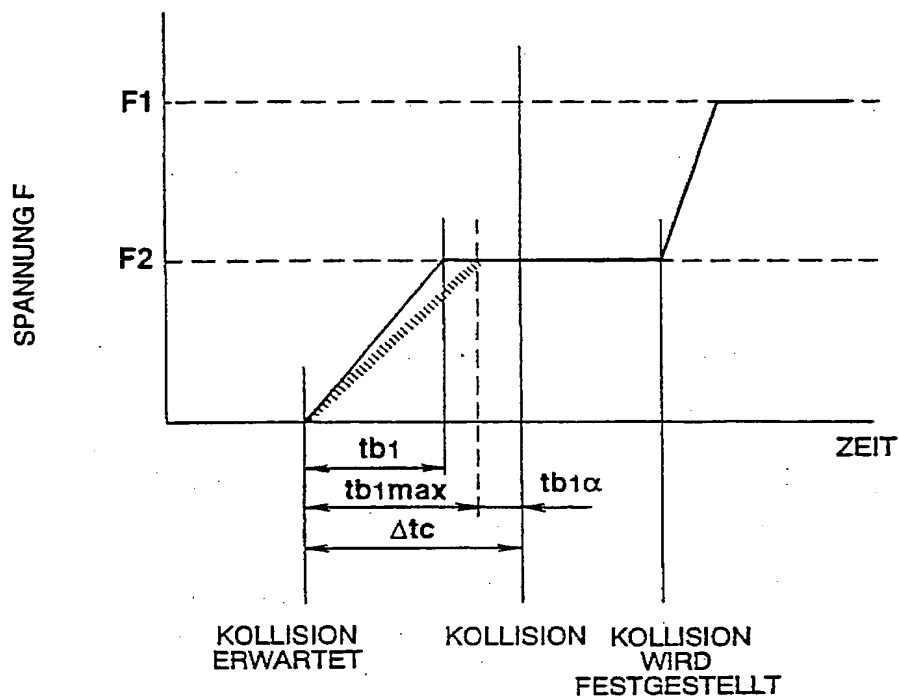 F1
SPANNUNG F
F2
ZEIT
tb1
tb1max
tb1α
Δtc
KOLLISION
ERWARTET
KOLLISION
KOLLISION
WIRD
FESTGESTELLT